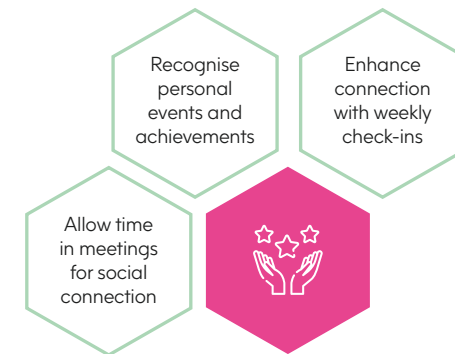 Recognise
personal
events and
achievements
Enhance
connection
with weekly
check-ins
Allow time
in meetings
for social
connection